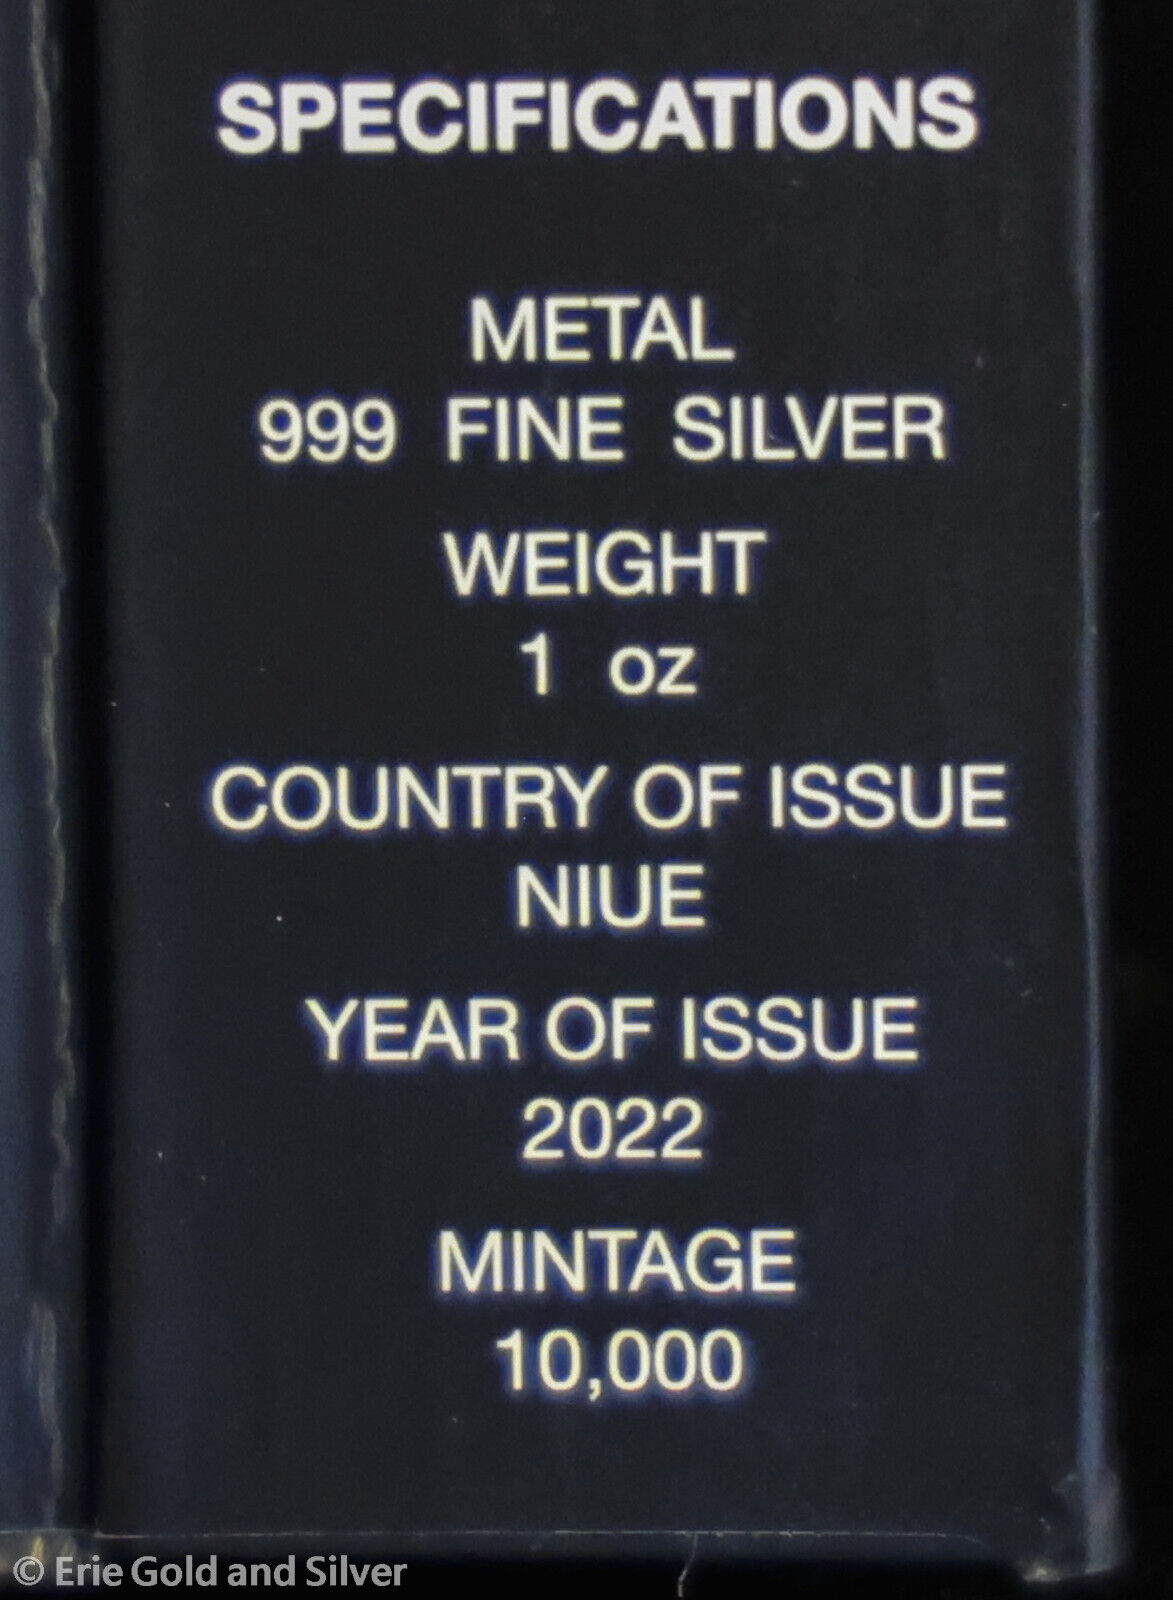 SPECIFICATIONS
METAL
999 FINE SILVER
WEIGHT
1 oz
COUNTRY OF ISSUE
NIUE
YEAR OF ISSUE
2022
MINTAGE
10,000
© Erie Gold and Silver